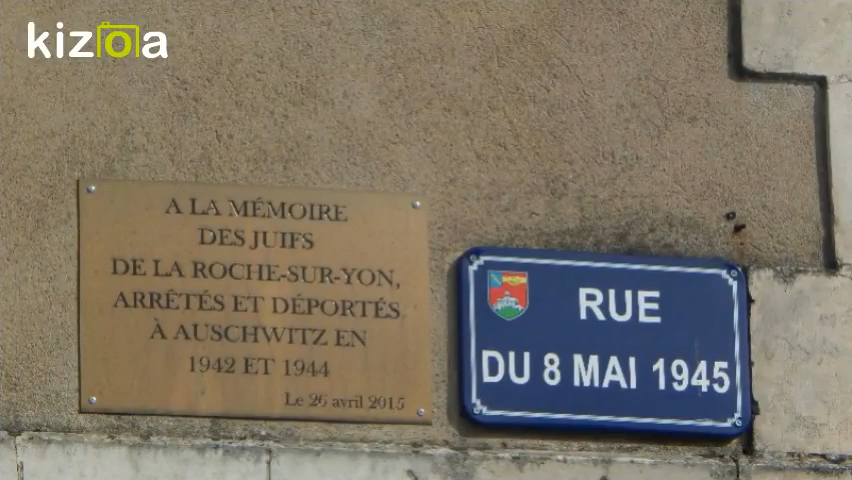 kizoa
A LA MÉMOIRE
DES JUIFS
DE LA ROCHE-SUR-YON,
ARRÊTÉS ET DÉPORTÉS
À AUSCHWITZ EN
1942 ET 1944
Le 26 avril 2015
RUE
DU 8 MAI 1945